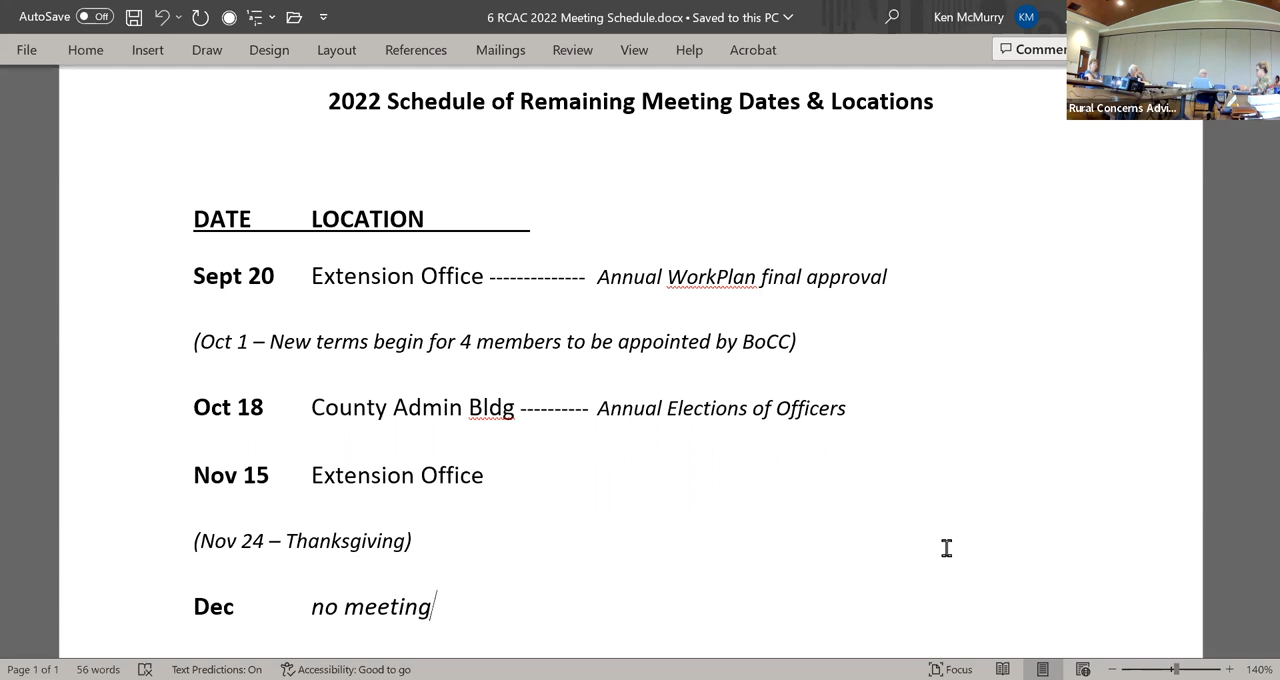 AutoSave Off 6 RCAC 2022 Meeting Schedule.docx • Saved to this PC Ken McMurry KM
File Home Insert Draw Design Layout References Mailings Review View Help Acrobat Commen
Rural Concerns Advi...
2022 Schedule of Remaining Meeting Dates & Locations
DATE LOCATION
Sept 20 Extension Office -------------- Annual WorkPlan final approval
(Oct 1 – New terms begin for 4 members to be appointed by BoCC)
Oct 18 County Admin Bldg ---------- Annual Elections of Officers
Nov 15 Extension Office
(Nov 24 – Thanksgiving)
Dec no meeting
Page 1 of 1 56 words Text Predictions: On Accessibility: Good to go Focus 140%